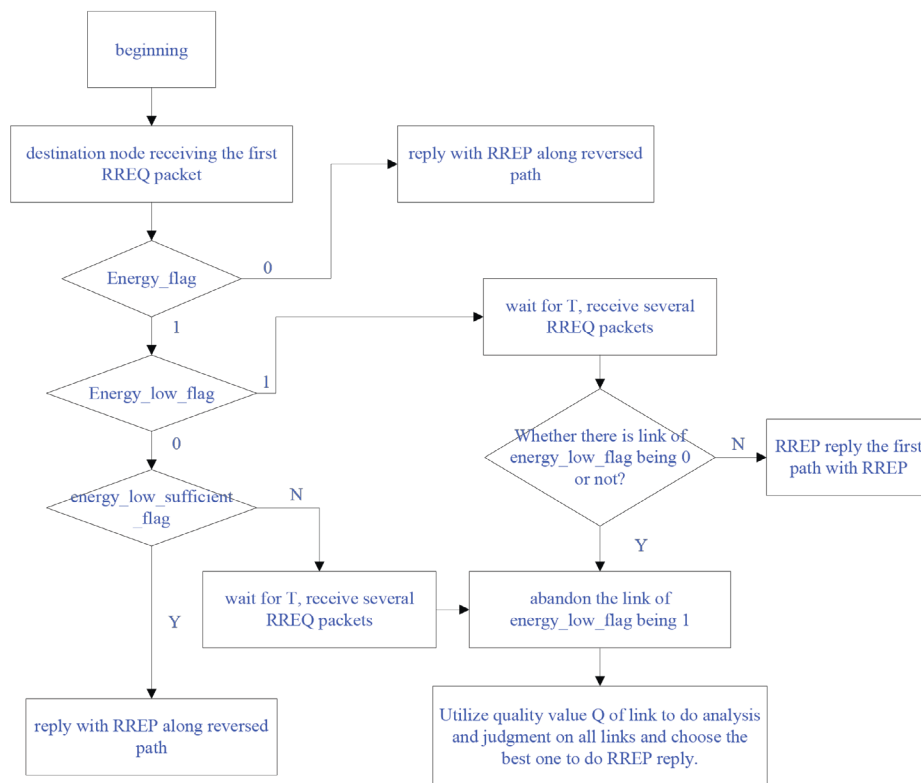 beginning
destination node receiving the first
RREQ packet
reply with RREP along reversed
path
Energy_flag
0
1
wait for T, receive several
RREQ packets
Energy_low_flag
1
0
Whether there is link of
energy_low_flag being 0
or not?
N
RREP reply the first
path with RREP
energy_low_sufficient
_flag
N
Y
Y
wait for T, receive several
RREQ packets
abandon the link of
energy_low_flag being 1
reply with RREP along reversed
path
Utilize quality value Q of link to do analysis
and judgment on all links and choose the
best one to do RREP reply.